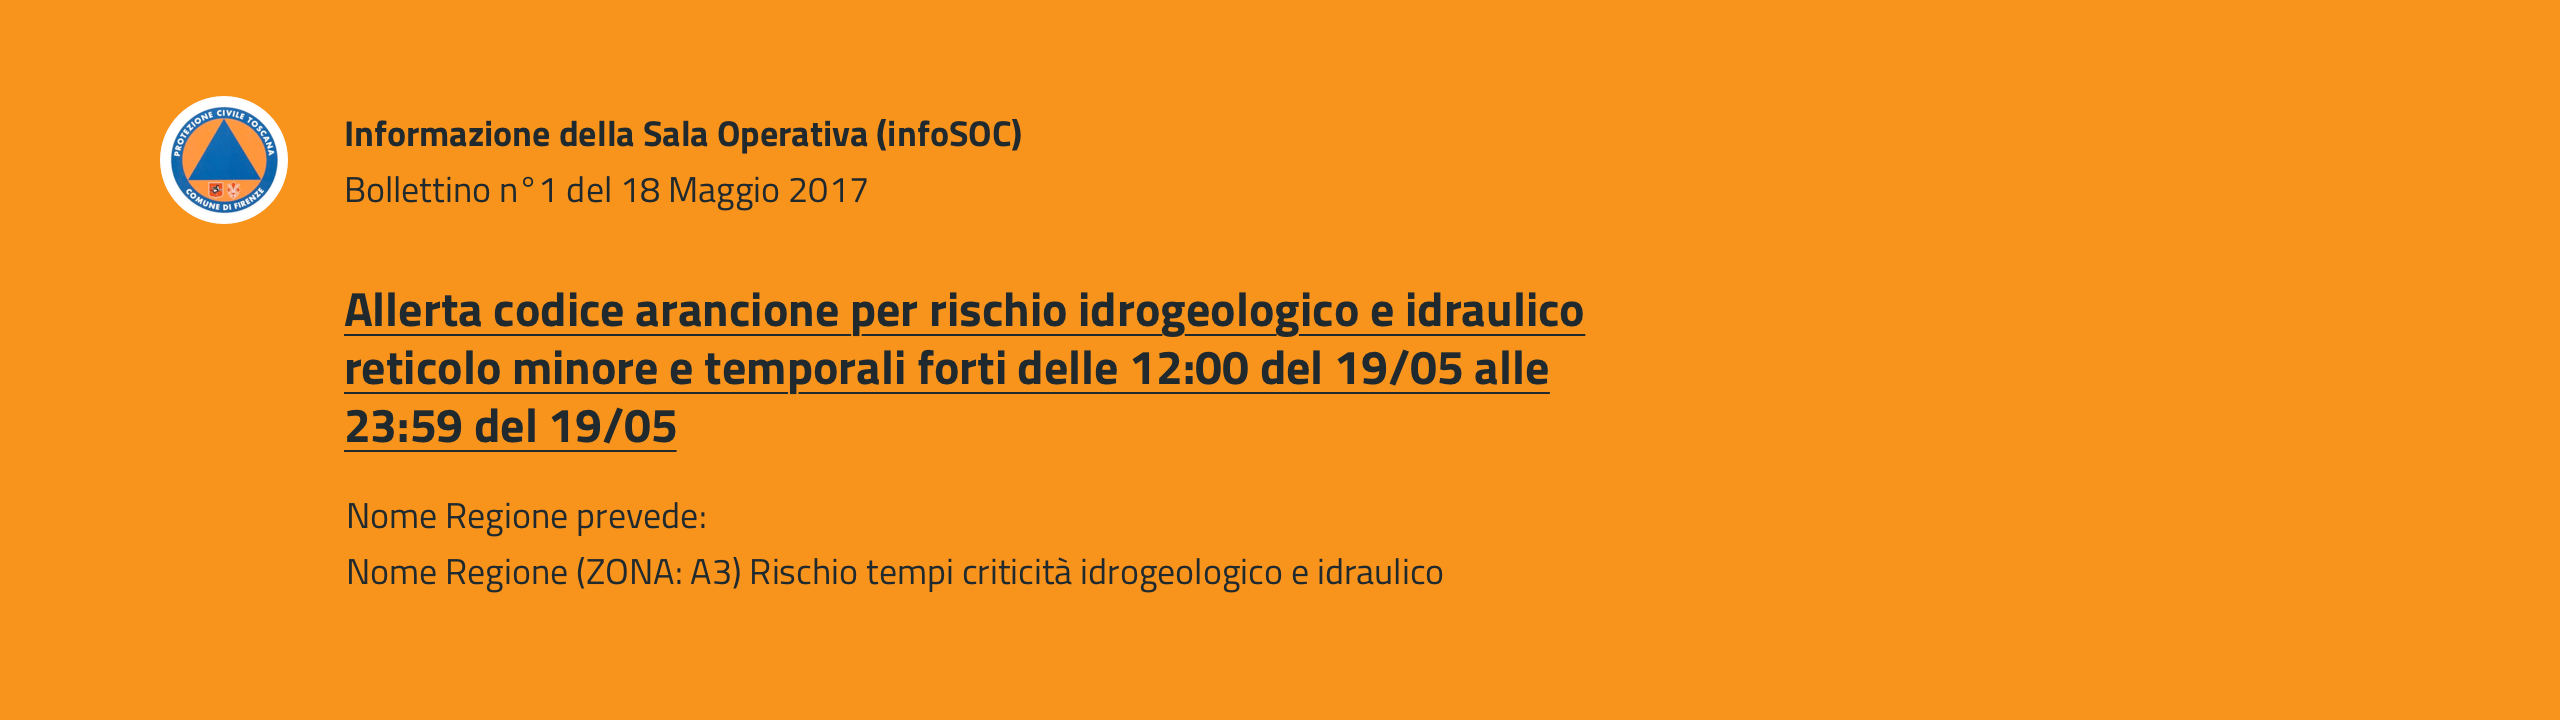 PROTEZIONE CIVILE TOSCANA
COMUNE DI FIRENZE
Informazione della Sala Operativa (infoSOC)
Bollettino n°1 del 18 Maggio 2017
Allerta codice arancione per rischio idrogeologico e idraulico
reticolo minore e temporali forti delle 12:00 del 19/05 alle
23:59 del 19/05
Nome Regione prevede:
Nome Regione (ZONA: A3) Rischio tempi criticità idrogeologico e idraulico